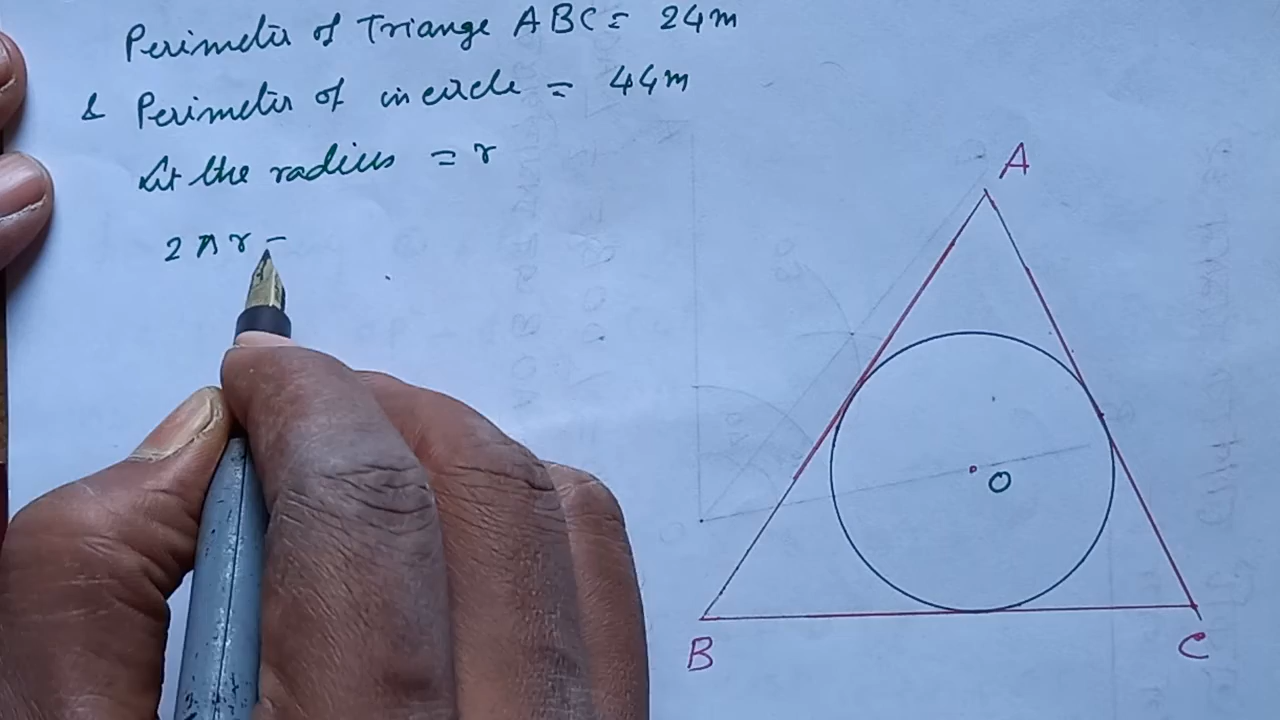 Perimeter of Triange ABC = 24m
& Perimeter of incircle = 44m
Let the radius = r
2πr =
A
O
B
C